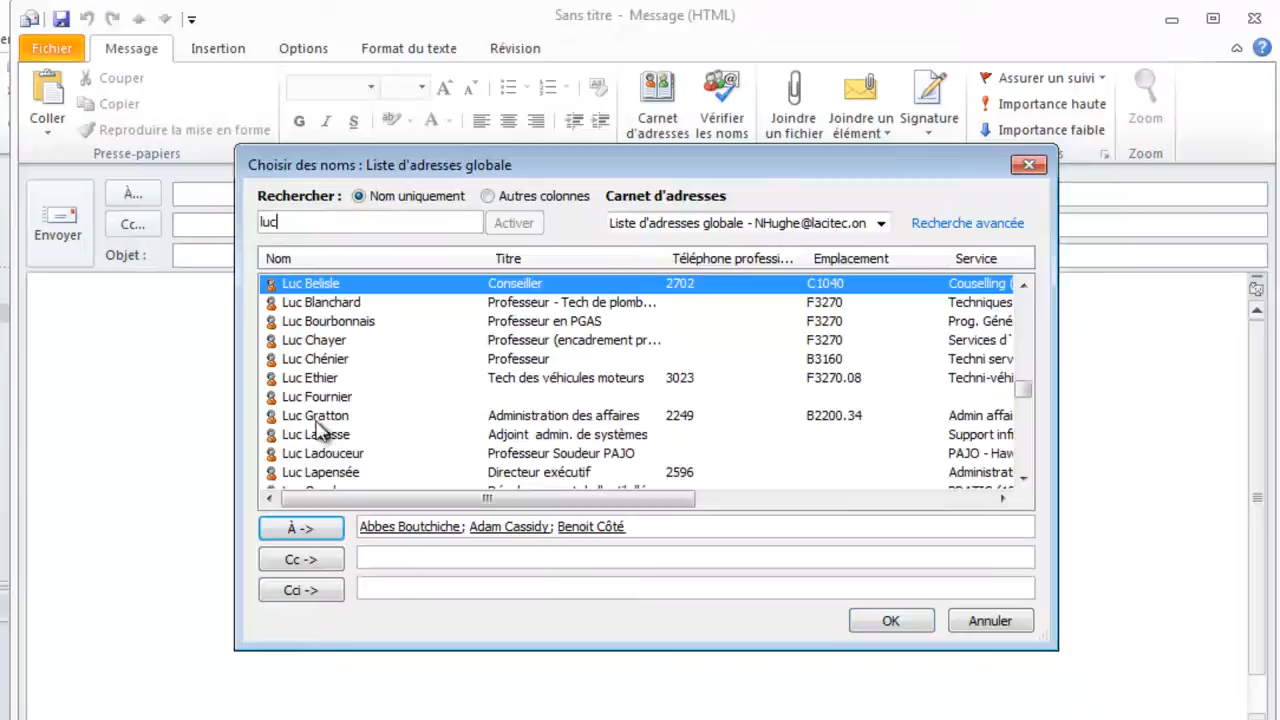 Sans titre - Message (HTML)
Fichier Message Insertion Options Format du texte Révision
Coller
Couper
Copier
Reproduire la mise en forme
Presse-papiers
G I S
Carnet d'adresses
Vérifier les noms
Joindre un fichier
Joindre un élément
Signature
Assurer un suivi
Importance haute
Importance faible
Zoom
Zoom
Envoyer
À...
Cc...
Objet :
Choisir des noms : Liste d'adresses globale
Rechercher : Nom uniquement Autres colonnes Carnet d'adresses
luc Activer Liste d'adresses globale - NHughe@lacitec.on Recherche avancée
Nom Titre Téléphone professi... Emplacement Service
Luc Belisle Conseiller 2702 C1040 Couselling (
Luc Blanchard Professeur - Tech de plomb... F3270 Techniques
Luc Bourbonnais Professeur en PGAS F3270 Prog. Géné
Luc Chayer Professeur (encadrement pr... F3270 Services d`
Luc Chénier Professeur B3160 Techni serv
Luc Ethier Tech des véhicules moteurs 3023 F3270.08 Techni-véhi
Luc Fournier
Luc Gratton Administration des affaires 2249 B2200.34 Admin affai
Luc Adjoint admin. de systèmes Support inf
Luc Ladouceur Professeur Soudeur PAJO PAJO - Haw
Luc Lapensée Directeur exécutif 2596 Administrat
À -> Abbes Boutchiche; Adam Cassidy; Benoit Côté
Cc ->
Cci ->
OK Annuler